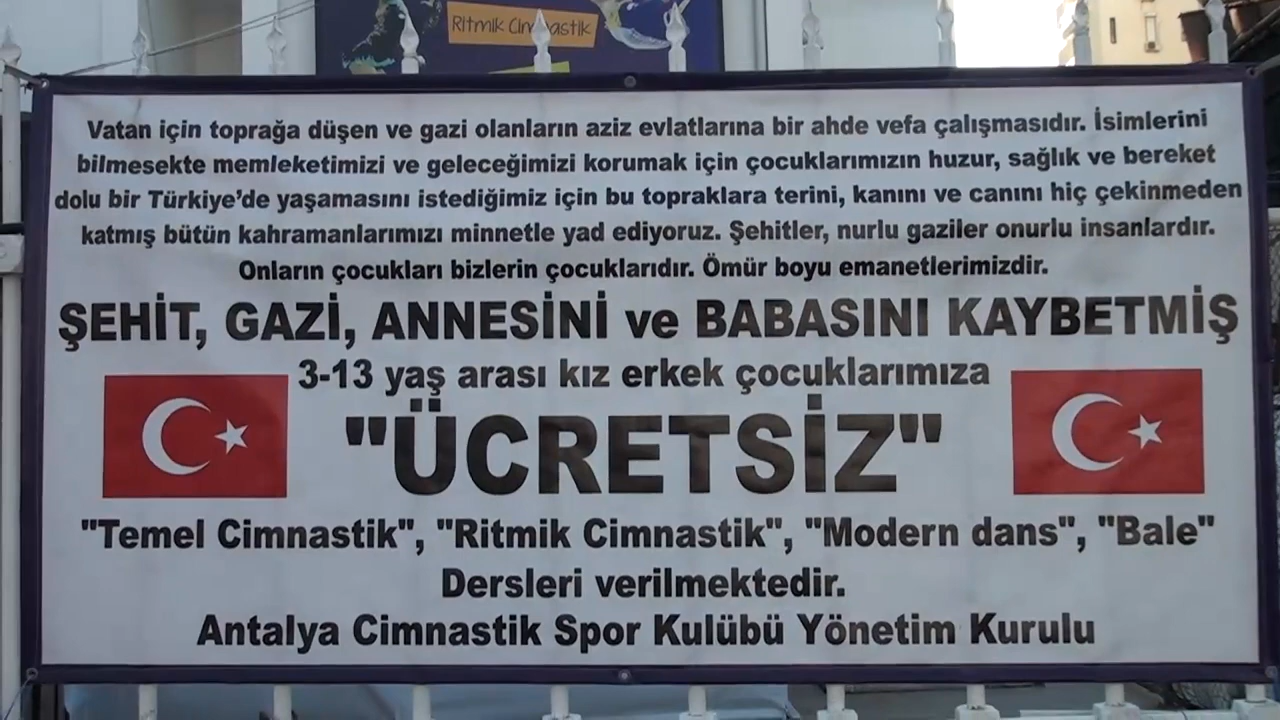 Ritmik Cimnastik
Vatan için toprağa düşen ve gazi olanların aziz evlatlarına bir ahde vefa çalışmasıdır. İsimlerini
bilmesekte memleketimizi ve geleceğimizi korumak için çocuklarımızın huzur, sağlık ve bereket
dolu bir Türkiye'de yaşamasını istediğimiz için bu topraklara terini, kanını ve canını hiç çekinmeden
katmış bütün kahramanlarımızı minnetle yad ediyoruz. Şehitler, nurlu gaziler onurlu insanlardır.
Onların çocukları bizlerin çocuklarıdır. Ömür boyu emanetlerimizdir.
ŞEHİT, GAZİ, ANNESİNİ ve BABASINI KAYBETMİŞ
3-13 yaş arası kız erkek çocuklarımıza
"ÜCRETSİZ"
"Temel Cimnastik", "Ritmik Cimnastik", "Modern dans", "Bale"
Dersleri verilmektedir.
Antalya Cimnastik Spor Kulübü Yönetim Kurulu